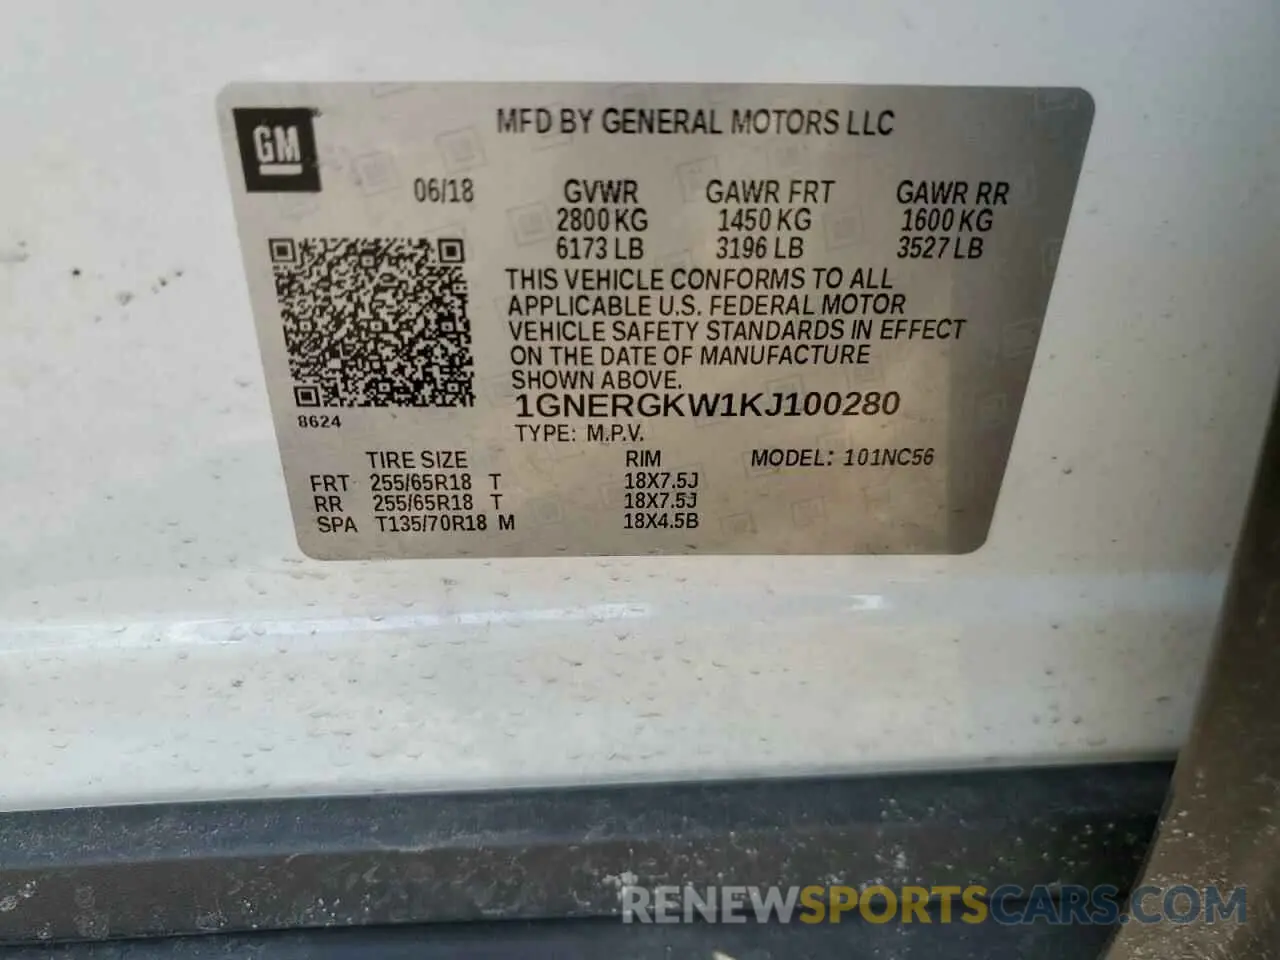 GM
MFD BY GENERAL MOTORS LLC
06/18 GVWR GAWR FRT GAWR RR
2800 KG 1450 KG 1600 KG
6173 LB 3196 LB 3527 LB
THIS VEHICLE CONFORMS TO ALL
APPLICABLE U.S. FEDERAL MOTOR
VEHICLE SAFETY STANDARDS IN EFFECT
ON THE DATE OF MANUFACTURE
SHOWN ABOVE.
1GNERGKW1KJ100280
8624
TYPE: M.P.V.
TIRE SIZE RIM MODEL: 101NC56
FRT 255/65R18 T 18X7.5J
RR 255/65R18 T 18X7.5J
SPA T135/70R18 M 18X4.5B
RENEWSPORTSCARS.COM